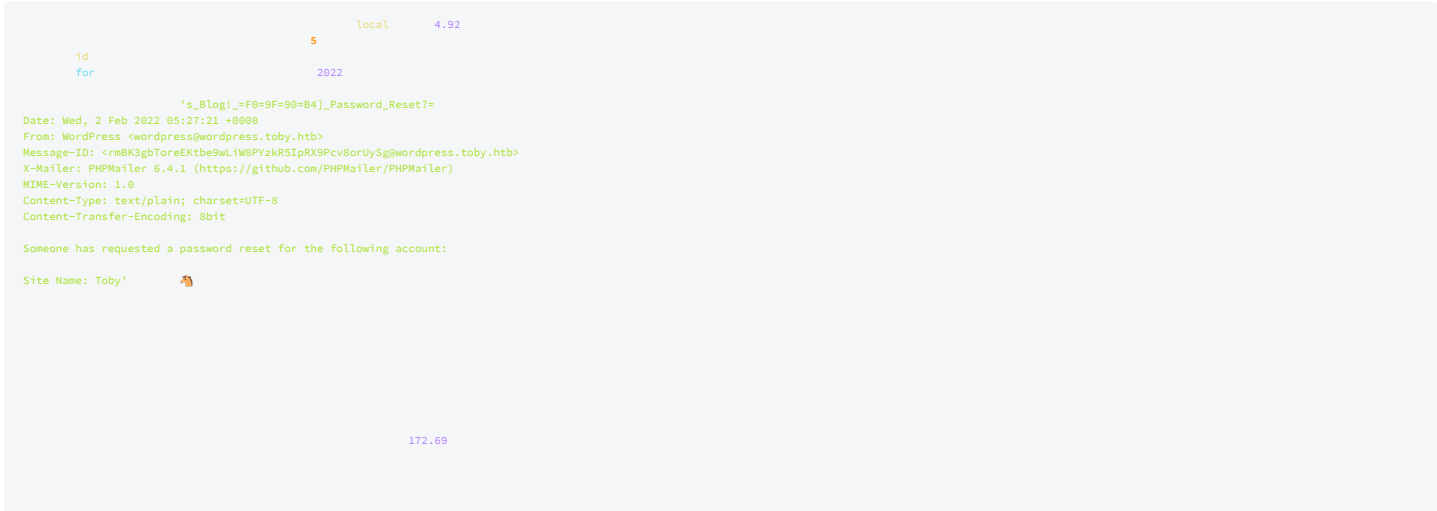 local 4.92
5
id
for 2022
's_Blog!_=F0=9F=90=B4]_Password_Reset?=
Date: Wed, 2 Feb 2022 05:27:21 +0000
From: WordPress <wordpress@wordpress.toby.htb>
Message-ID: <rmBK3gbToreEKtbe9wLiW8PYzkR5IpRX9Pcv8orUySg@wordpress.toby.htb>
X-Mailer: PHPMailer 6.4.1 (https://github.com/PHPMailer/PHPMailer)
MIME-Version: 1.0
Content-Type: text/plain; charset=UTF-8
Content-Transfer-Encoding: 8bit
Someone has requested a password reset for the following account:
Site Name: Toby' 🐴
172.69